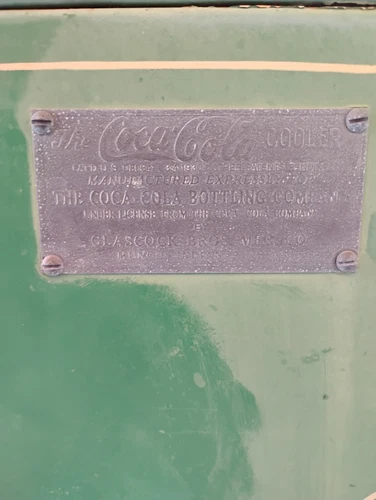 The Coca-Cola COOLER
MANUFACTURED EXPRESSLY FOR
THE COCA COLA BOTTLING COMPANIES
UNDER LICENSE FROM THE COCA COLA COMPANY
BY
GLASCOCK BROS. MFG. CO.